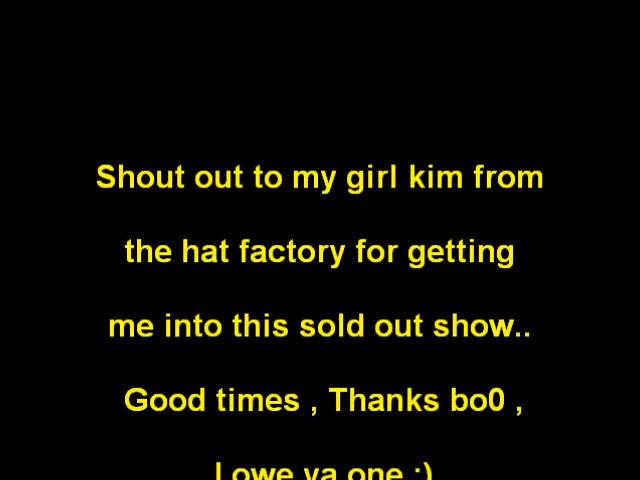 Shout out to my girl kim from
the hat factory for getting
me into this sold out show..
Good times , Thanks bo0 ,
I owe ya one ;)